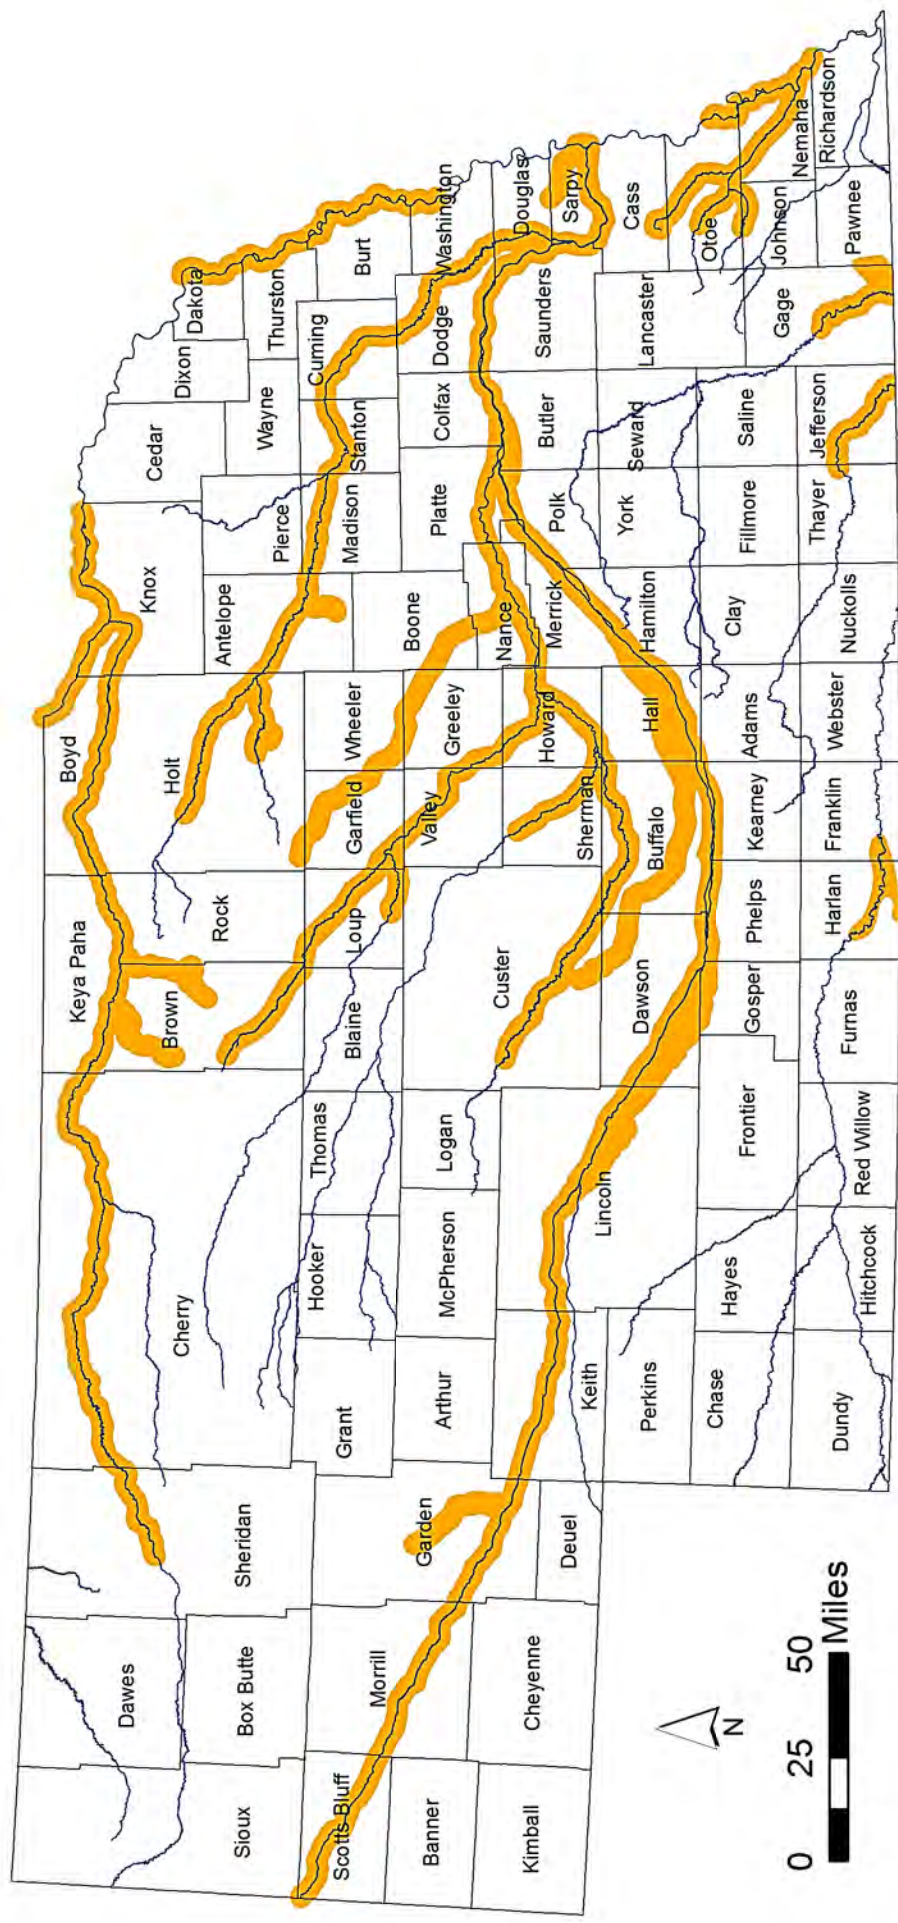 Boyd
Keya Paha
Knox
Cedar
Dixon
Dakota
Dawes
Sioux
Sheridan
Box Butte
Cherry
Brown
Rock
Holt
Antelope
Pierce
Wayne
Thurston
Scotts Bluff
Morrill
Garden
Grant
Hooker
Thomas
Blaine
Loup
Garfield
Wheeler
Boone
Madison
Stanton
Cuming
Burt
Banner
Arthur
McPherson
Logan
Custer
Valley
Greeley
Nance
Platte
Colfax
Dodge
Washington
Kimball
Cheyenne
Deuel
Keith
Lincoln
Dawson
Buffalo
Sherman
Howard
Hall
Merrick
Polk
Butler
Saunders
Douglas
Sarpy
Perkins
Hamilton
York
Seward
Lancaster
Cass
Otoe
Chase
Hayes
Frontier
Gosper
Phelps
Kearney
Adams
Clay
Fillmore
Saline
Gage
Johnson
Nemaha
Dundy
Hitchcock
Red Willow
Furnas
Harlan
Franklin
Webster
Nuckolls
Thayer
Jefferson
Pawnee
Richardson
N
0 25 50
Miles